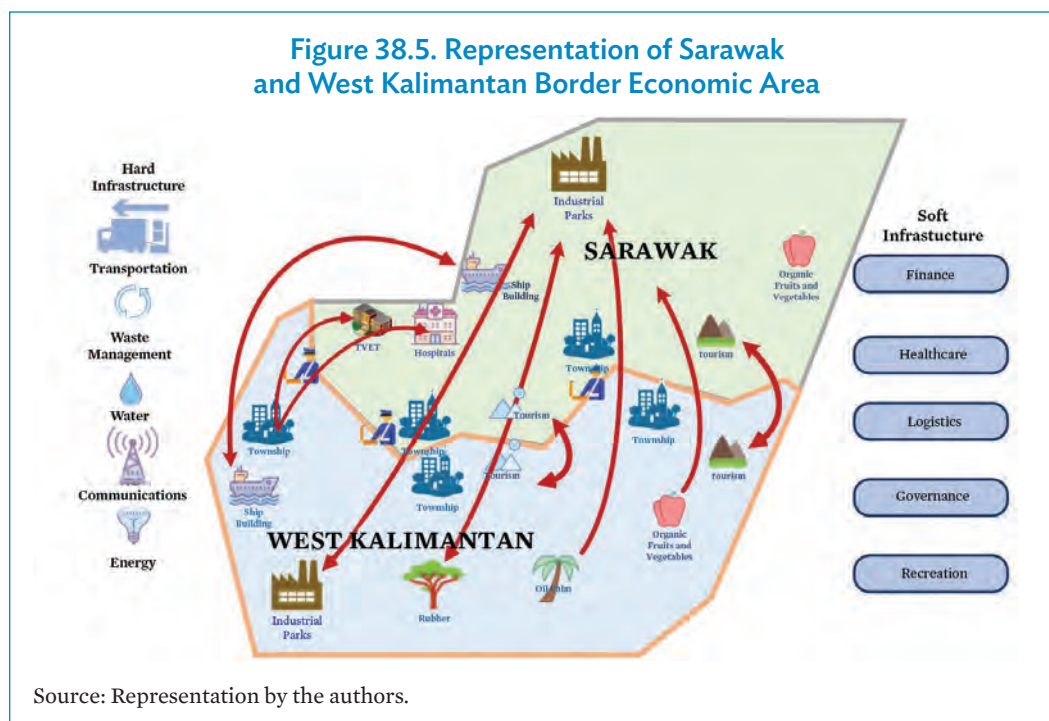 Figure 38.5. Representation of Sarawak
and West Kalimantan Border Economic Area
Hard
Infrastructure
Transportation
Waste
Management
Water
Communications
Energy
Industrial
Parks
SARAWAK
Ship
Building
Organic
Fruits and
Vegetables
TVET
Hospitals
Township
tourism
Township
Tourism
Township
Township
Township
Tourism
tourism
Ship
Building
WEST KALIMANTAN
Organic
Fruits and
Vegetables
Industrial
Parks
Rubber
Oil Palm
Soft
Infrastucture
Finance
Healthcare
Logistics
Governance
Recreation
Source: Representation by the authors.